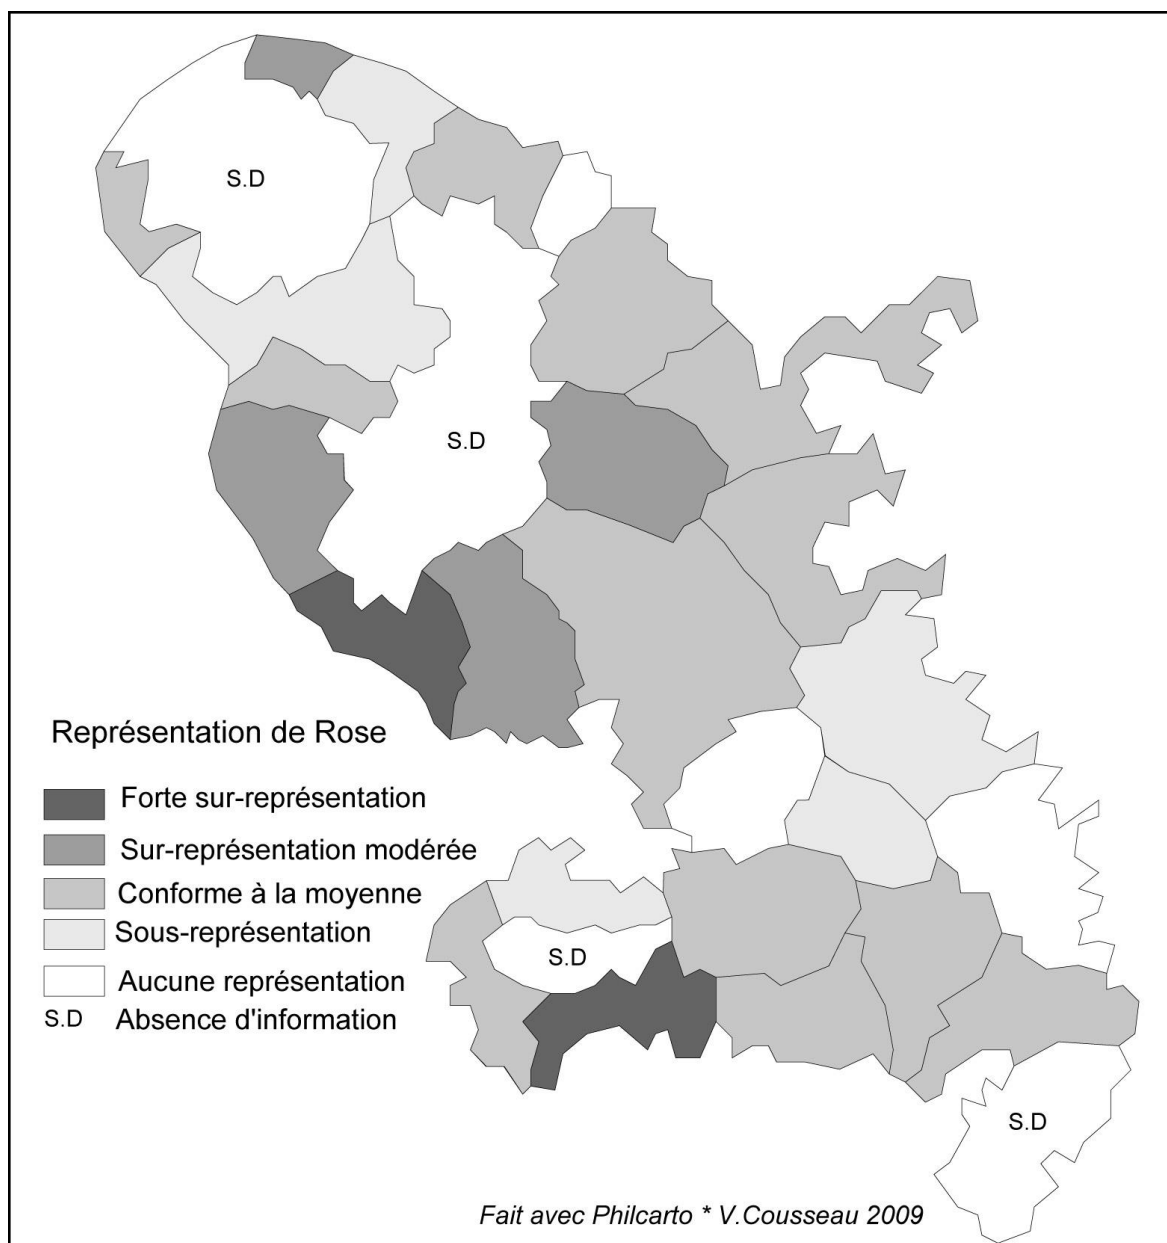 S.D
S.D
Représentation de Rose
Forte sur-représentation
Sur-représentation modérée
Conforme à la moyenne
Sous-représentation
Aucune représentation
S.D Absence d'information
S.D
S.D
Fait avec Philcarto * V.Cousseau 2009